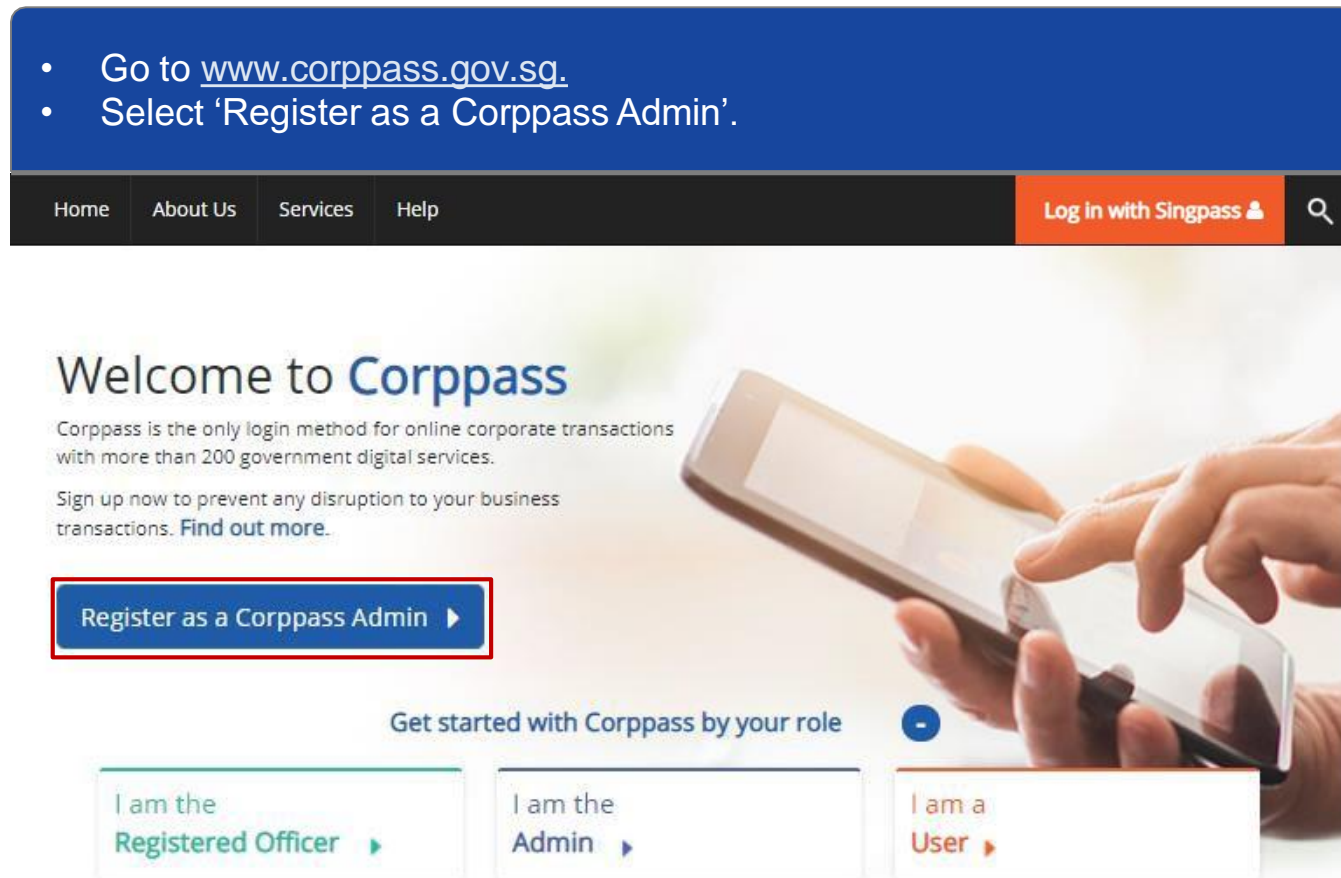 • Go to www.corppass.gov.sg.
• Select ‘Register as a Corppass Admin’.
Home About Us Services Help Log in with Singpass
Welcome to Corppass
Corppass is the only login method for online corporate transactions
with more than 200 government digital services.
Sign up now to prevent any disruption to your business
transactions. Find out more.
Register as a Corppass Admin
Get started with Corppass by your role -
I am the
Registered Officer
I am the
Admin
I am a
User